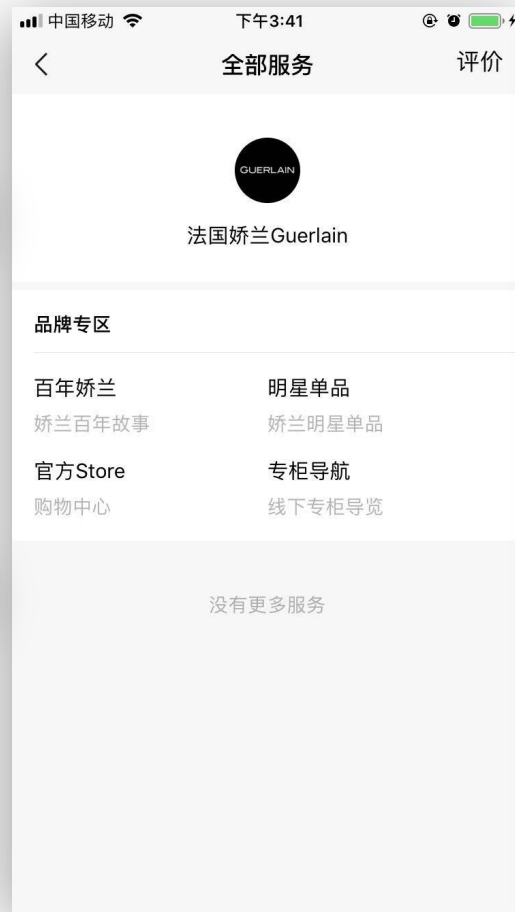 中国移动 下午3:41
全部服务 评价
GUERLAIN
法国娇兰Guerlain
品牌专区
百年娇兰 明星单品
娇兰百年故事 娇兰明星单品
官方Store 专柜导航
购物中心 线下专柜导览
没有更多服务